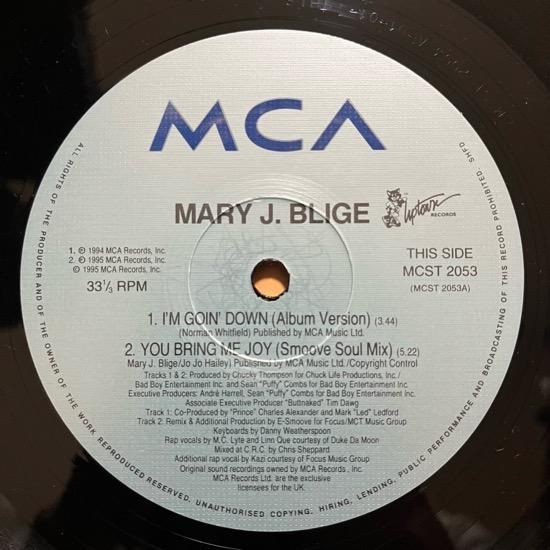 MCA
MARY J. BLIGE
Uptown
RECORDS
1. ℗ 1994 MCA Records, Inc.
2. ℗ 1995 MCA Records, Inc.
© 1995 MCA Records, Inc.
33⅓ RPM
THIS SIDE
MCST 2053
(MCST 2053A)
1. I'M GOIN' DOWN (Album Version) (3.44)
(Norman Whitfield) Published by MCA Music Ltd.
2. YOU BRING ME JOY (Smoove Soul Mix) (5.22)
Mary J. Blige/Jo Jo Hailey) Published by MCA Music Ltd./Copyright Control
Tracks 1 & 2: Produced by Chucky Thompson for Chuck Life Productions, Inc./
Bad Boy Entertainment Inc. and Sean "Puffy" Combs for Bad Boy Entertainment Inc.
Executive Producers: André Harrell, Sean "Puffy" Combs for Bad Boy Entertainment Inc.
Associate Executive Producer "Buttnaked" Tim Dawg
Track 1: Co-Produced by "Prince" Charles Alexander and Mark "Led" Ledford
Track 2: Remix & Additional Production by E-Smoove for Focus/MCT Music Group
Keyboards by Danny Weatherspoon
Rap vocals by M.C. Lyte and Linn Que courtesy of Duke Da Moon
Mixed at C.R.C. by Chris Sheppard
Additional rap vocal by Kazi courtesy of Focus Music Group
Original sound recordings owned by MCA Records, Inc.
MCA Records Ltd. are the exclusive
licensees for the UK.
ALL RIGHTS OF THE PRODUCER AND OF THE OWNER OF THE WORK REPRODUCED RESERVED. UNAUTHORISED COPYING, HIRING, LENDING, PUBLIC PERFORMANCE AND BROADCASTING OF THIS RECORD PROHIBITED. SHFD